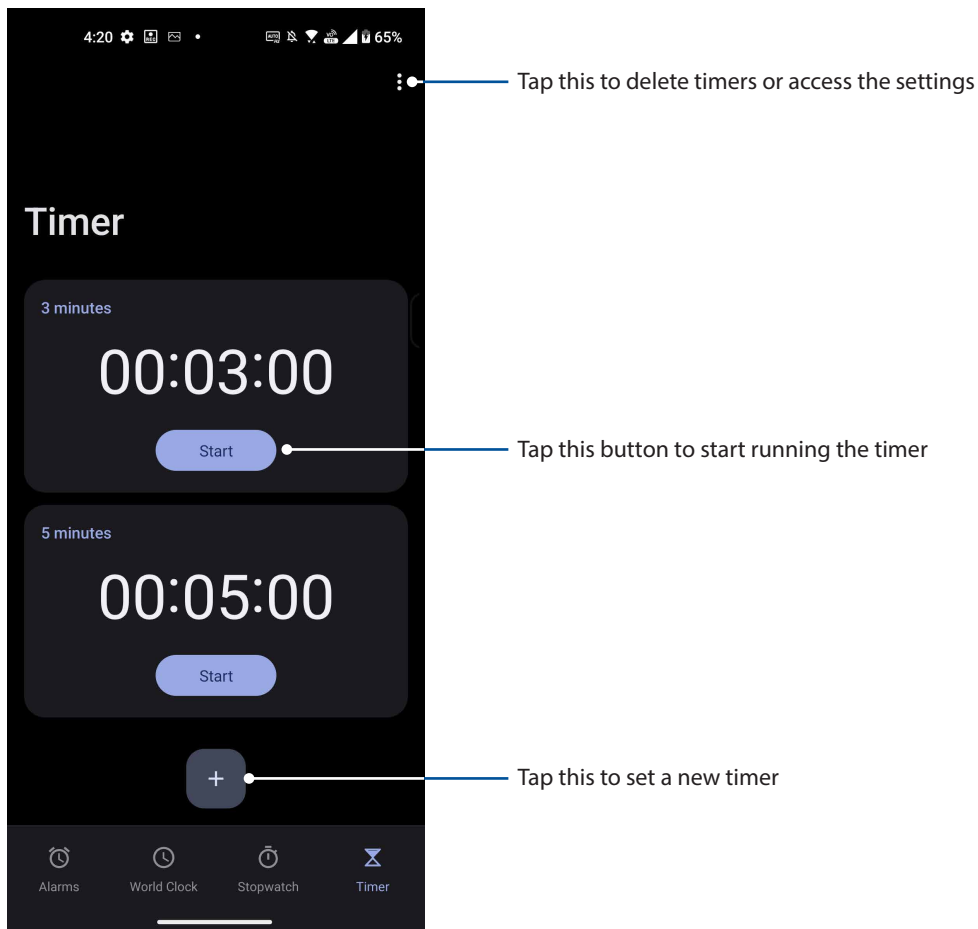 4:20 65%
Tap this to delete timers or access the settings
Timer
3 minutes
00:03:00
Start
Tap this button to start running the timer
5 minutes
00:05:00
Start
+
Tap this to set a new timer
Alarms World Clock Stopwatch Timer